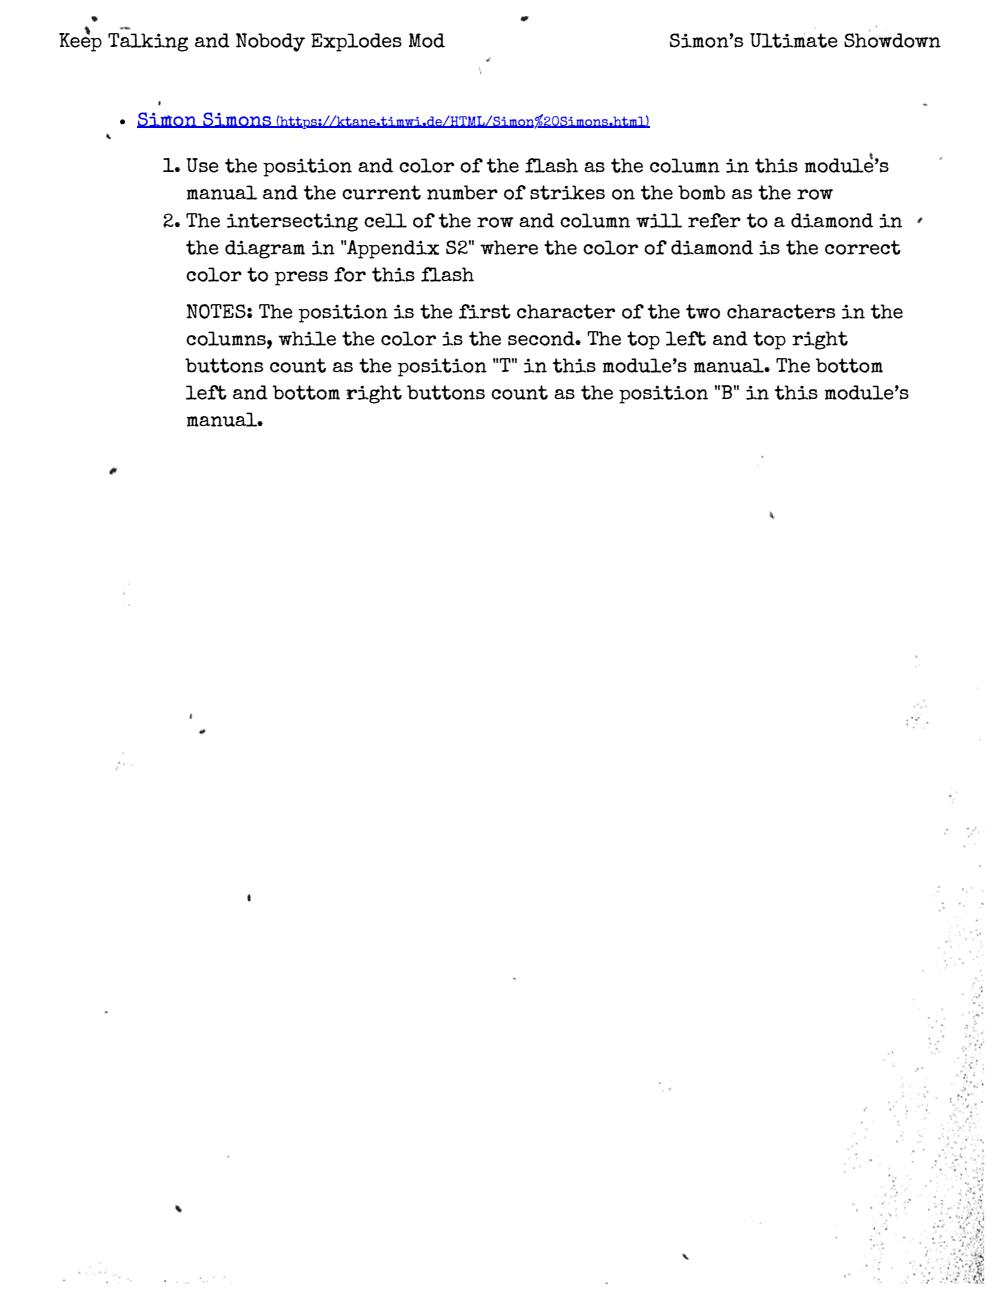 Keep Talking and Nobody Explodes Mod
Simon's Ultimate Showdown
• Simon Simons (https://ktane.timwi.de/HTML/Simon%20Simons.html)
1. Use the position and color of the flash as the column in this module's
manual and the current number of strikes on the bomb as the row
2. The intersecting cell of the row and column will refer to a diamond in
the diagram in "Appendix S2" where the color of diamond is the correct
color to press for this flash
NOTES: The position is the first character of the two characters in the
columns, while the color is the second. The top left and top right
buttons count as the position "T" in this module's manual. The bottom
left and bottom right buttons count as the position "B" in this module's
manual.